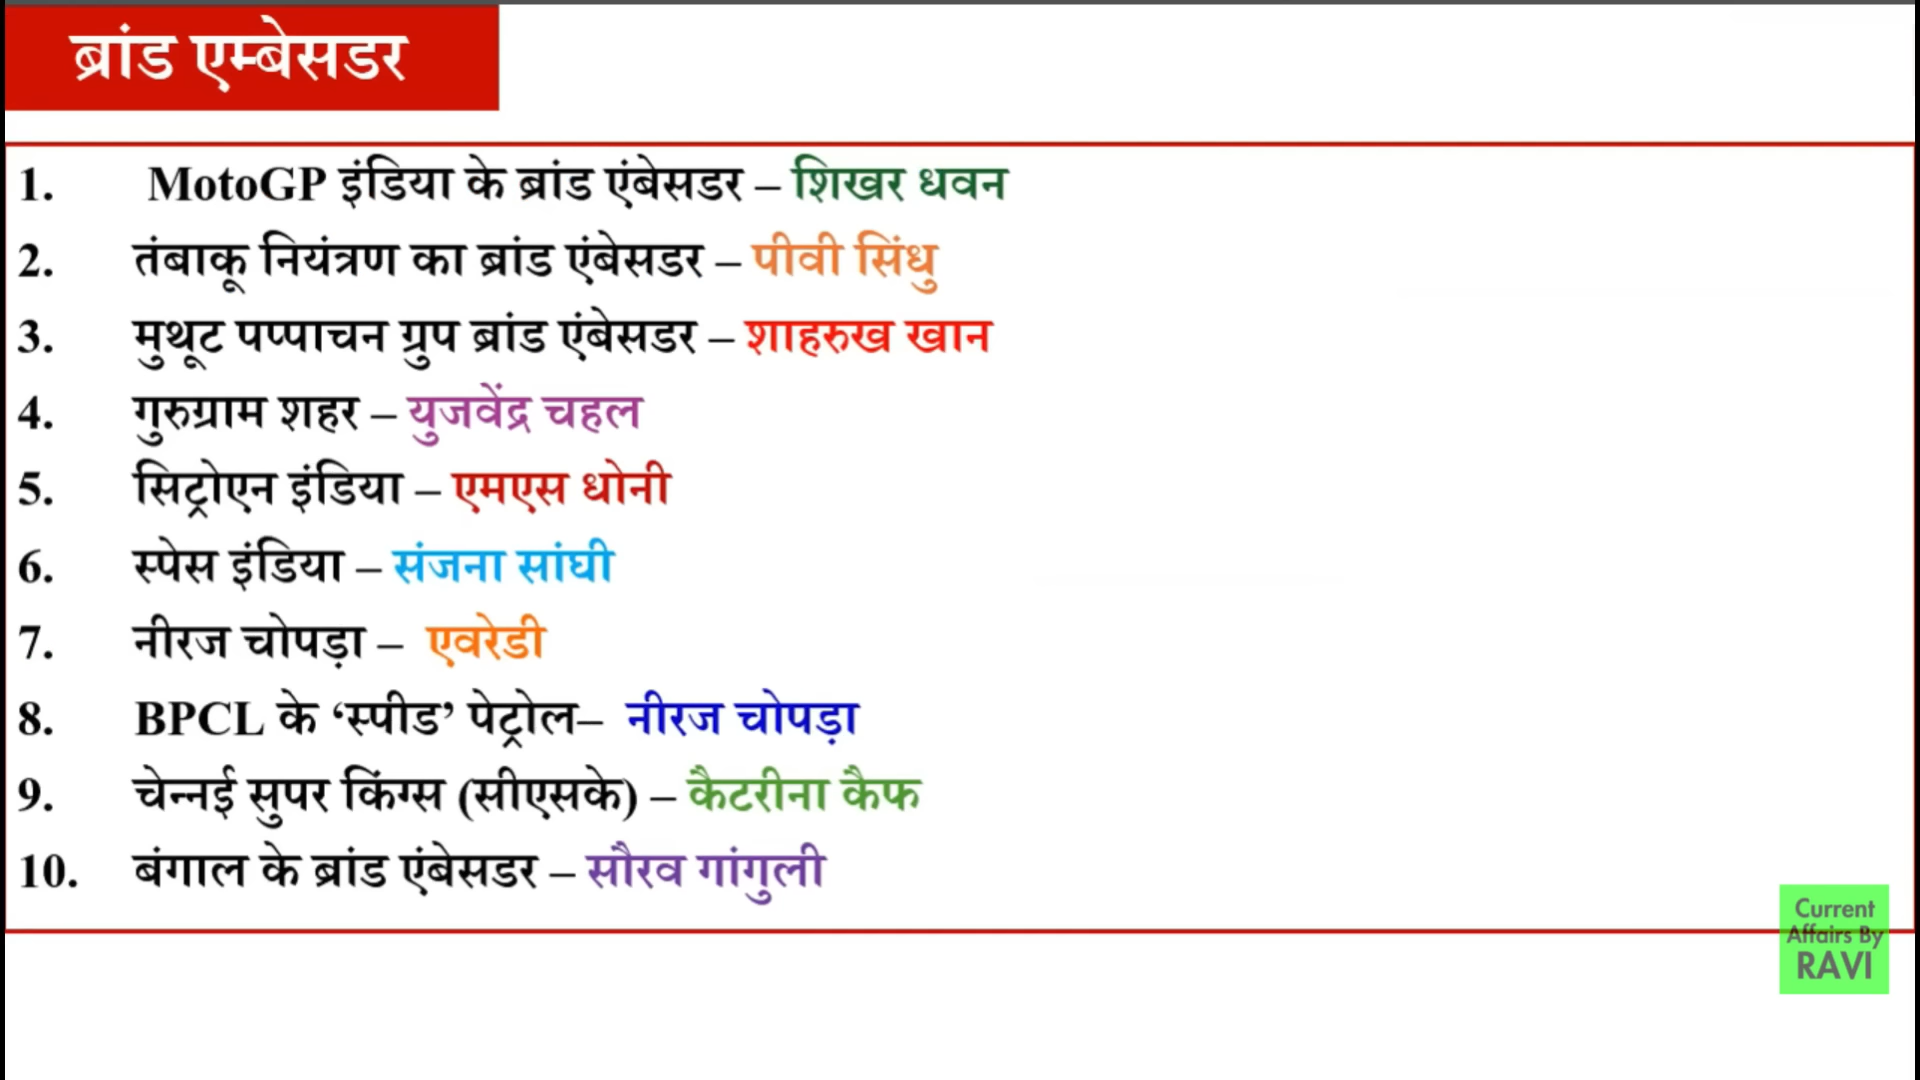 ब्रांड एम्बेसडर
1. MotoGP इंडिया के ब्रांड एंबेसडर – शिखर धवन
2. तंबाकू नियंत्रण का ब्रांड एंबेसडर – पीवी सिंधु
3. मुथूट पप्पाचन ग्रुप ब्रांड एंबेसडर – शाहरुख खान
4. गुरुग्राम शहर – युजवेंद्र चहल
5. सिट्रोएन इंडिया – एमएस धोनी
6. स्पेस इंडिया – संजना सांघी
7. नीरज चोपड़ा – एवरेडी
8. BPCL के ‘स्पीड’ पेट्रोल– नीरज चोपड़ा
9. चेन्नई सुपर किंग्स (सीएसके) – कैटरीना कैफ
10. बंगाल के ब्रांड एंबेसडर – सौरव गांगुली
Current
Affairs By
RAVI